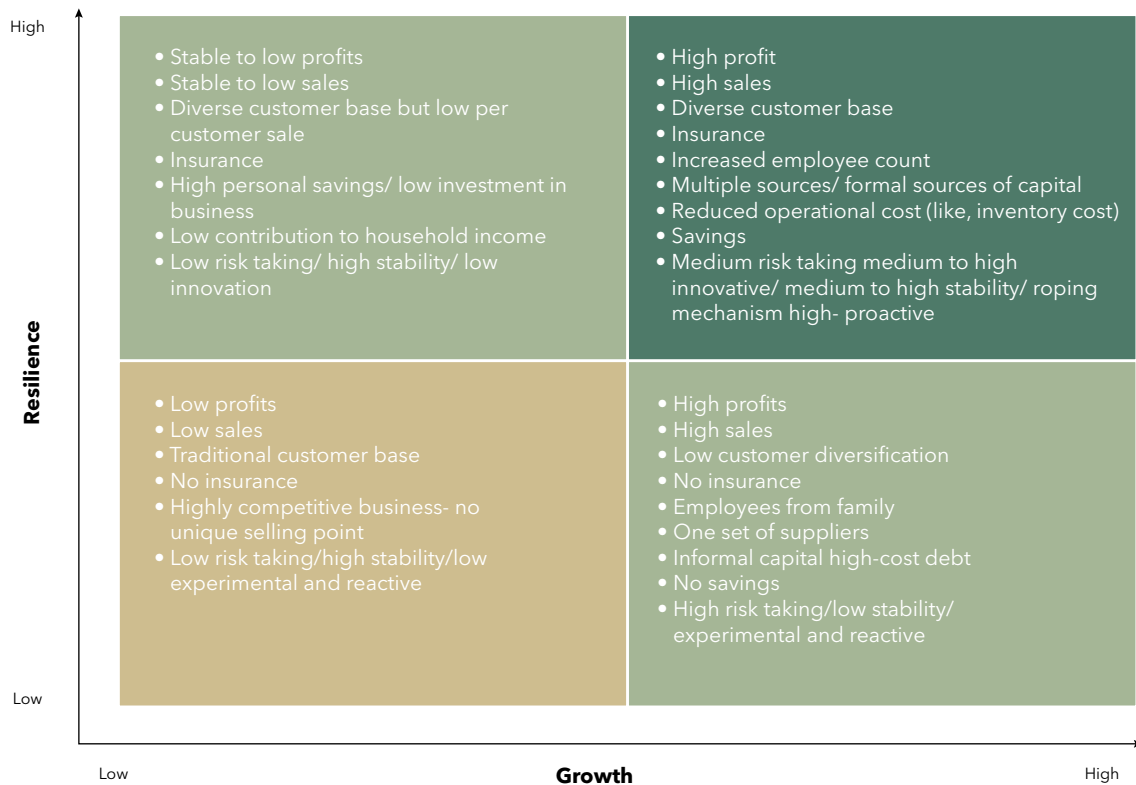 High
• Stable to low profits
• Stable to low sales
• Diverse customer base but low per
customer sale
• Insurance
• High personal savings/ low investment in
business
• Low contribution to household income
• Low risk taking/ high stability/ low
innovation
• High profit
• High sales
• Diverse customer base
• Insurance
• Increased employee count
• Multiple sources/ formal sources of capital
• Reduced operational cost (like, inventory cost)
• Savings
• Medium risk taking medium to high
innovative/ medium to high stability/ roping
mechanism high- proactive
Resilience
• Low profits
• Low sales
• Traditional customer base
• No insurance
• Highly competitive business- no
unique selling point
• Low risk taking/high stability/low
experimental and reactive
• High profits
• High sales
• Low customer diversification
• No insurance
• Employees from family
• One set of suppliers
• Informal capital high-cost debt
• No savings
• High risk taking/low stability/
experimental and reactive
Low
Low
Growth
High